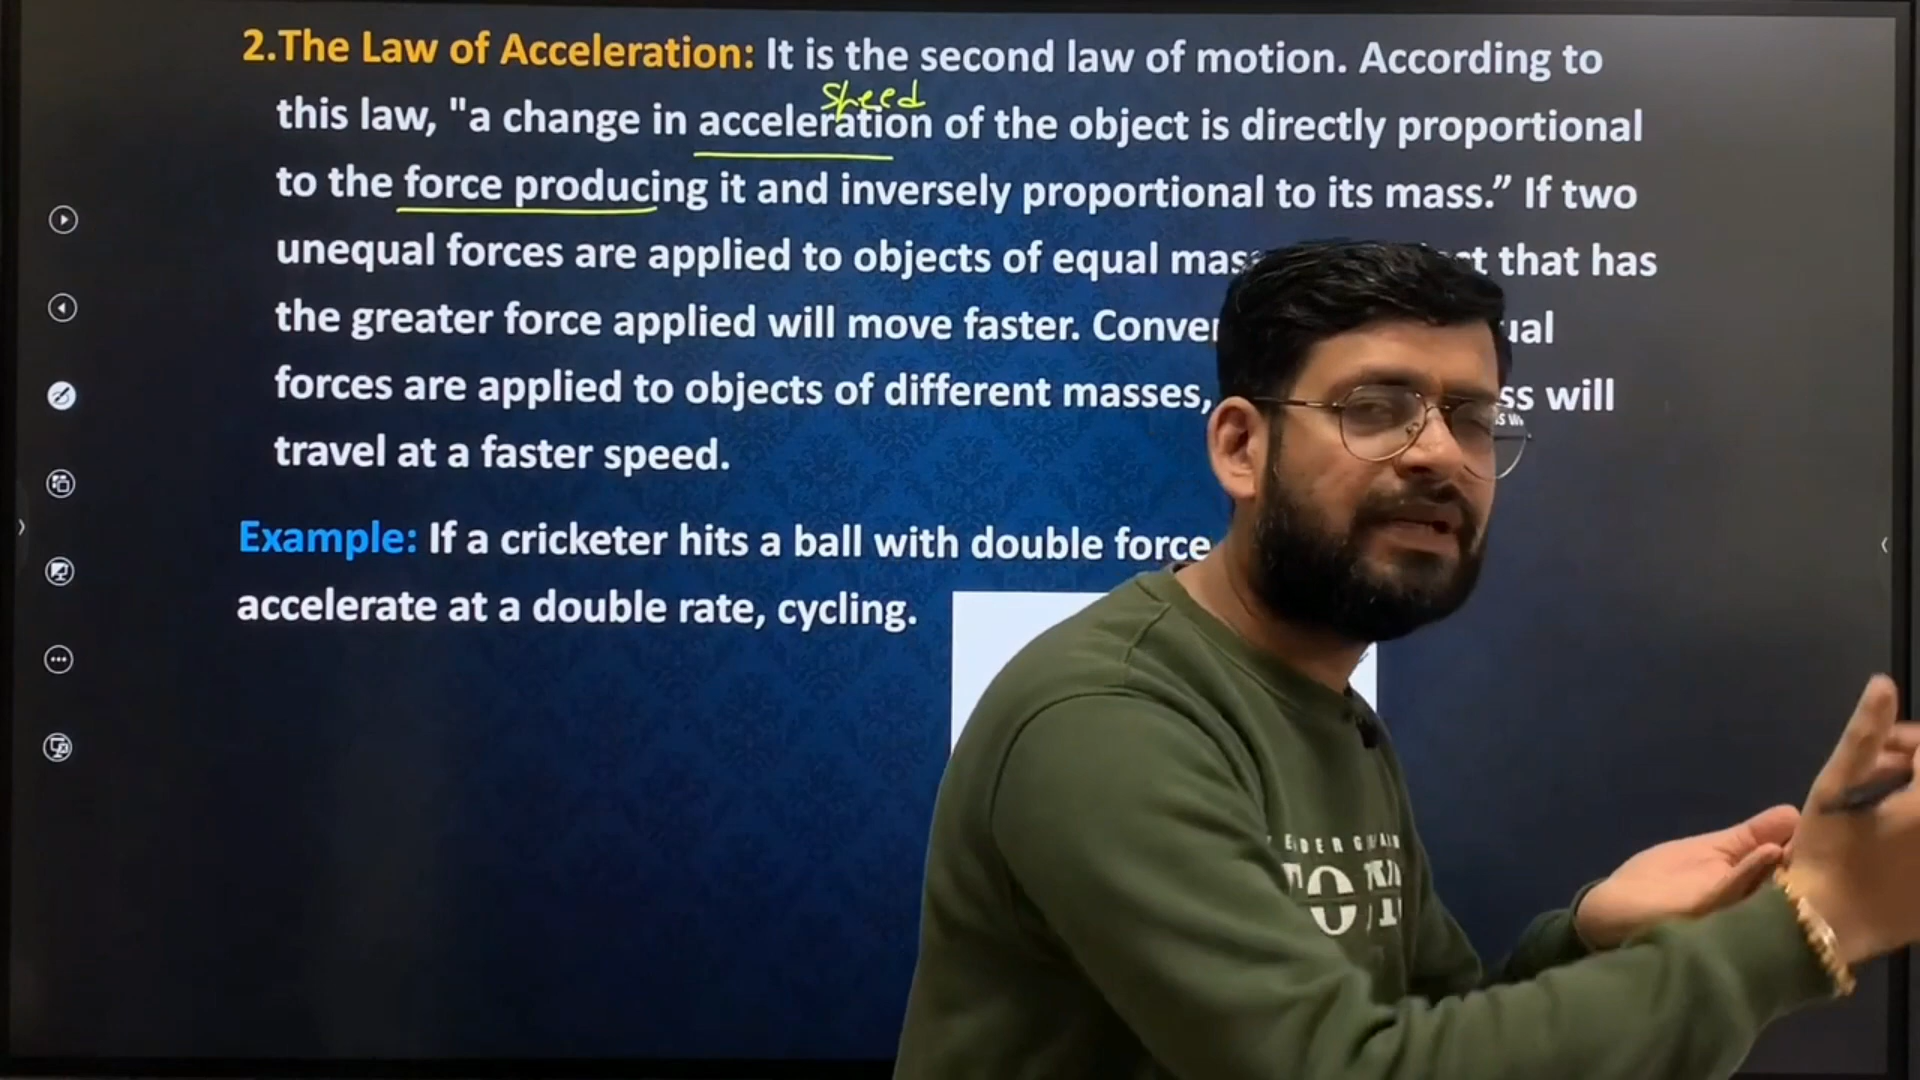 2.The Law of Acceleration: It is the second law of motion. According to
speed
this law, "a change in acceleration of the object is directly proportional
to the force producing it and inversely proportional to its mass.” If two
unequal forces are applied to objects of equal that has
the greater force applied will move faster.
forces are applied to objects of different masses, will
travel at a faster speed.
Example: If a cricketer hits a ball with double force
accelerate at a double rate, cycling.